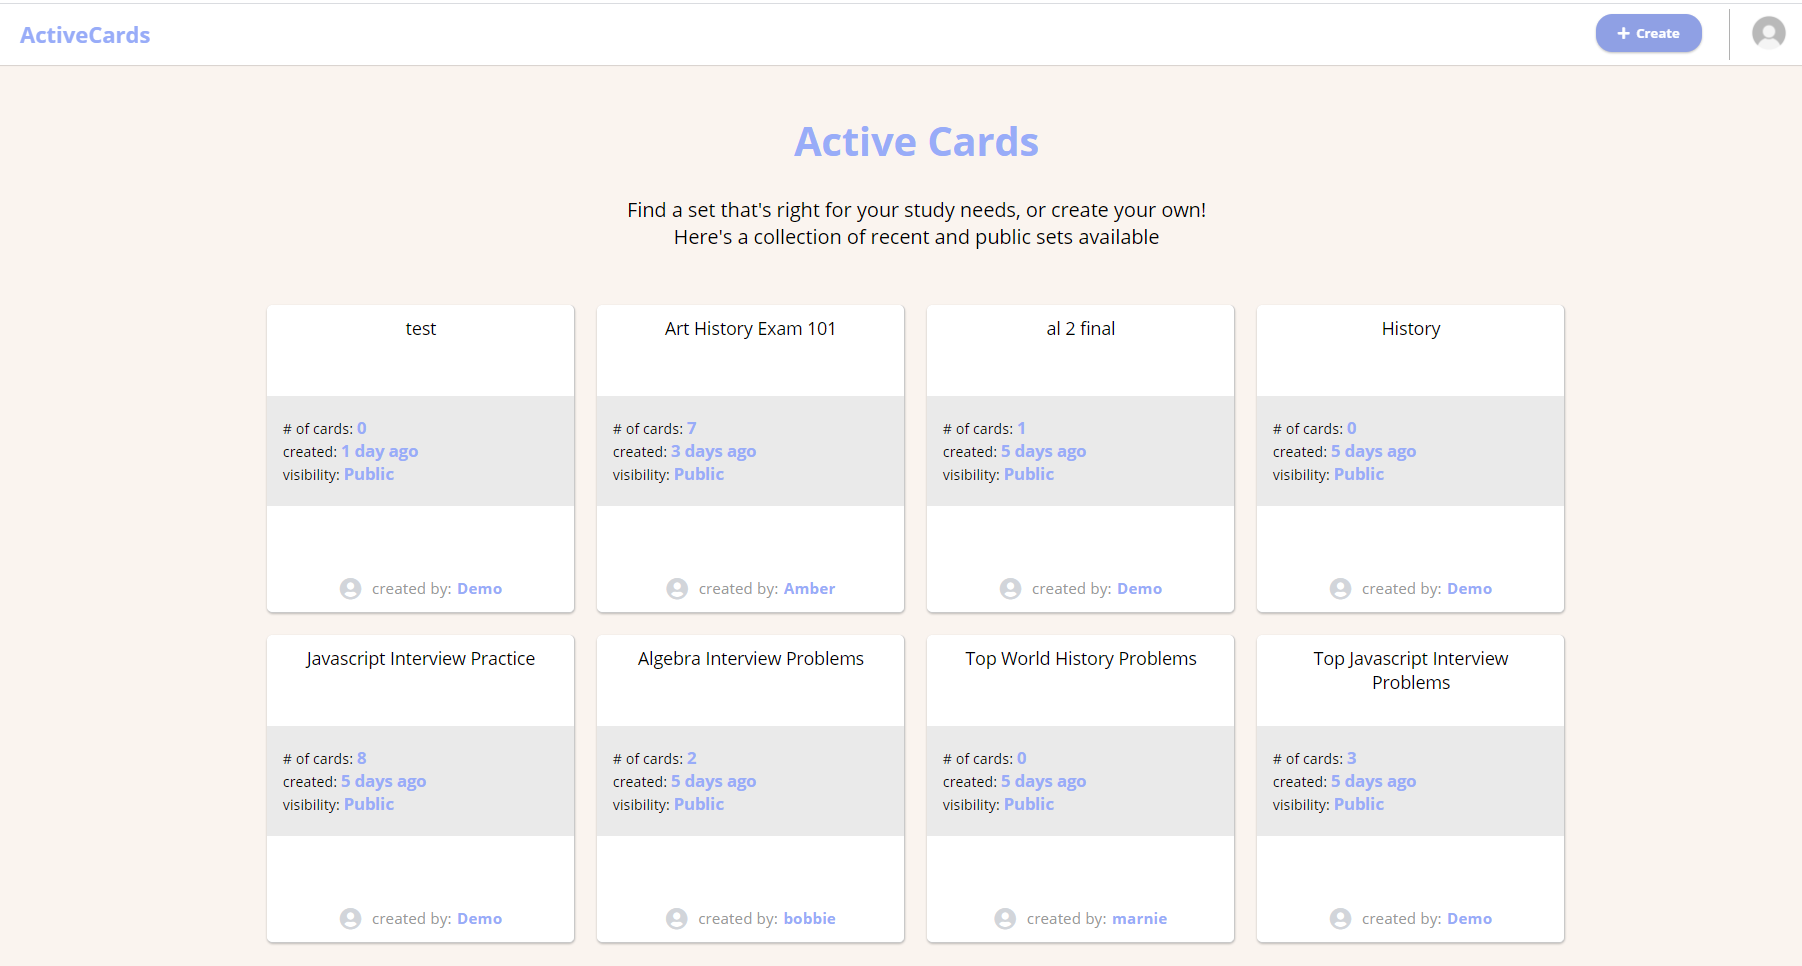 ActiveCards
+ Create
Active Cards
Find a set that's right for your study needs, or create your own!
Here's a collection of recent and public sets available
test
# of cards: 0
created: 1 day ago
visibility: Public
created by: Demo
Art History Exam 101
# of cards: 7
created: 3 days ago
visibility: Public
created by: Amber
al 2 final
# of cards: 1
created: 5 days ago
visibility: Public
created by: Demo
History
# of cards: 0
created: 5 days ago
visibility: Public
created by: Demo
Javascript Interview Practice
# of cards: 8
created: 5 days ago
visibility: Public
created by: Demo
Algebra Interview Problems
# of cards: 2
created: 5 days ago
visibility: Public
created by: bobbie
Top World History Problems
# of cards: 0
created: 5 days ago
visibility: Public
created by: marnie
Top Javascript Interview
Problems
# of cards: 3
created: 5 days ago
visibility: Public
created by: Demo